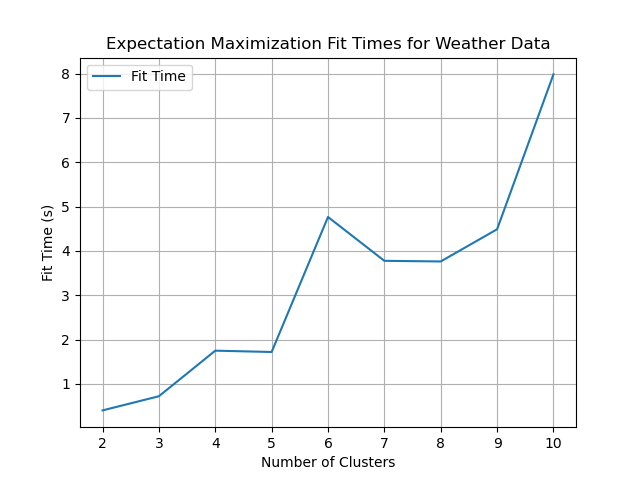 Expectation Maximization Fit Times for Weather Data
Fit Time
8
7
6
5
4
3
2
1
Fit Time (s)
2 3 4 5 6 7 8 9 10
Number of Clusters